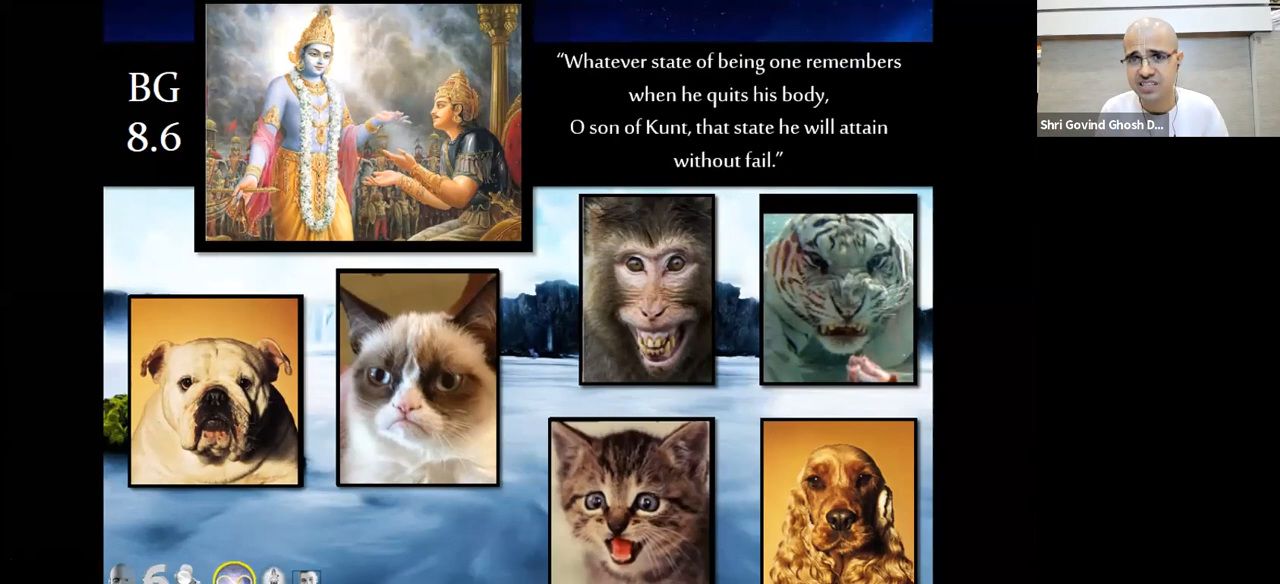 BG
8.6
“Whatever state of being one remembers
when he quits his body,
O son of Kunt, that state he will attain
without fail.”
Shri Govind Ghosh D...
6